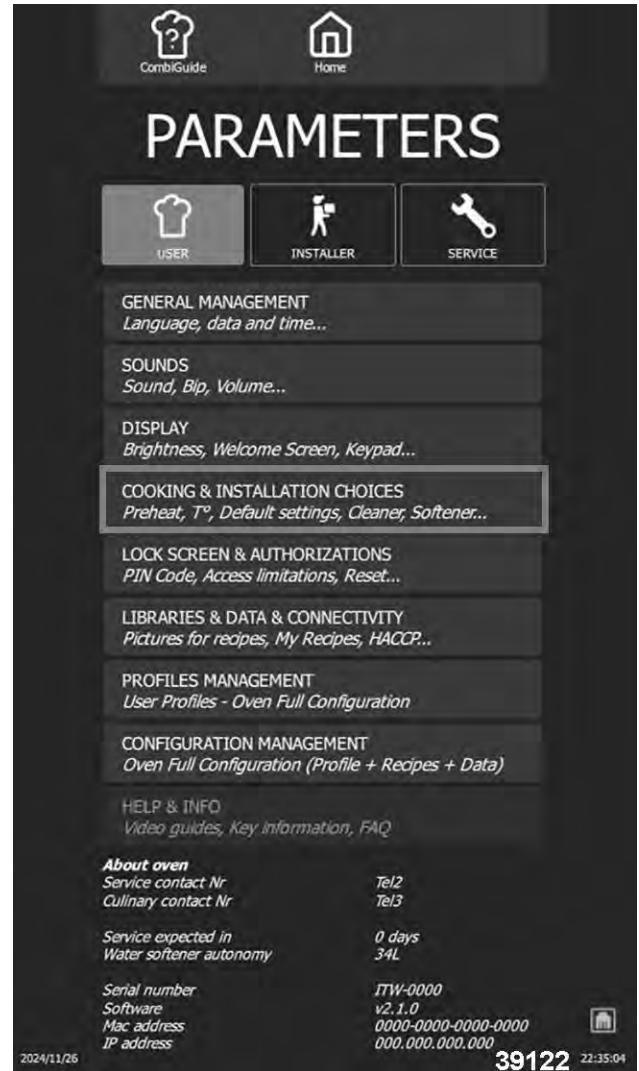 CombiGuide
Home
PARAMETERS
USER
INSTALLER
SERVICE
GENERAL MANAGEMENT
Language, data and time...
SOUNDS
Sound, Bip, Volume...
DISPLAY
Brightness, Welcome Screen, Keypad...
COOKING & INSTALLATION CHOICES
Preheat, T°, Default settings, Cleaner, Softener...
LOCK SCREEN & AUTHORIZATIONS
PIN Code, Access limitations, Reset...
LIBRARIES & DATA & CONNECTIVITY
Pictures for recipes, My Recipes, HACCP...
PROFILES MANAGEMENT
User Profiles - Oven Full Configuration
CONFIGURATION MANAGEMENT
Oven Full Configuration (Profile + Recipes + Data)
HELP & INFO
Video guides, Key information, FAQ
About oven
Service contact Nr Tel2
Culinary contact Nr Tel3
Service expected in 0 days
Water softener autonomy 34L
Serial number ITW-0000
Software v2.1.0
Mac address 0000-0000-0000-0000
IP address 000.000.000.000
2024/11/26 39122 22:35:04